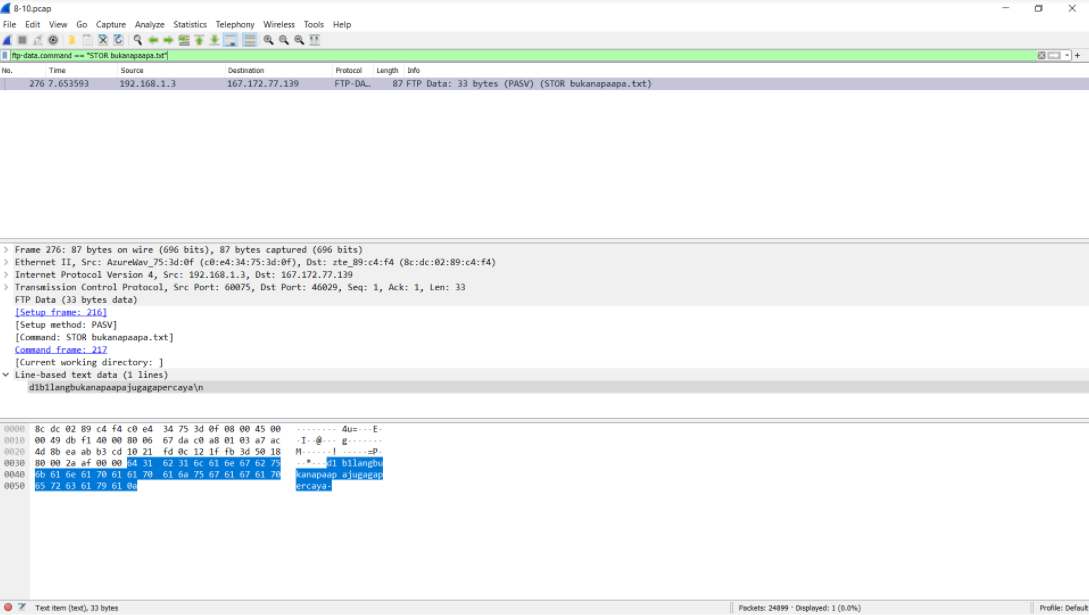 8-10.pcap
File Edit View Go Capture Analyze Statistics Telephony Wireless Tools Help
ftp-data.command == "STOR bukanapaapa.txt"
No. Time Source Destination Protocol Length Info
276 7.653593 192.168.1.3 167.172.77.139 FTP-DA… 87 FTP Data: 33 bytes (PASV) (STOR bukanapaapa.txt)
Frame 276: 87 bytes on wire (696 bits), 87 bytes captured (696 bits)
Ethernet II, Src: AzureWav_75:3d:0f (c0:e4:34:75:3d:0f), Dst: zte_89:c4:f4 (8c:dc:02:89:c4:f4)
Internet Protocol Version 4, Src: 192.168.1.3, Dst: 167.172.77.139
Transmission Control Protocol, Src Port: 60075, Dst Port: 46029, Seq: 1, Ack: 1, Len: 33
FTP Data (33 bytes data)
[Setup frame: 216]
[Setup method: PASV]
[Command: STOR bukanapaapa.txt]
Command frame: 217
[Current working directory: ]
Line-based text data (1 lines)
d1b1langbukanapaapajugagapercaya\n
0000 8c dc 02 89 c4 f4 c0 e4 34 75 3d 0f 08 00 45 00 ········ 4u=···E·
0010 00 49 db f1 40 00 80 06 67 da c0 a8 01 03 a7 ac ·I··@··· g·······
0020 4d 8b ea ab b3 cd 10 21 fd 0c 12 1f fb 3d 50 18 M······! ·····=P·
0030 80 00 2a af 00 00 64 31 62 31 6c 61 6e 67 62 75 ··*···d1 b1langbu
0040 6b 61 6e 61 70 61 61 70 61 6a 75 67 61 67 61 70 kanapaap ajugagap
0050 65 72 63 61 79 61 0a ercaya·
Text item (text), 33 bytes
Packets: 24899 · Displayed: 1 (0.0%)
Profile: Default